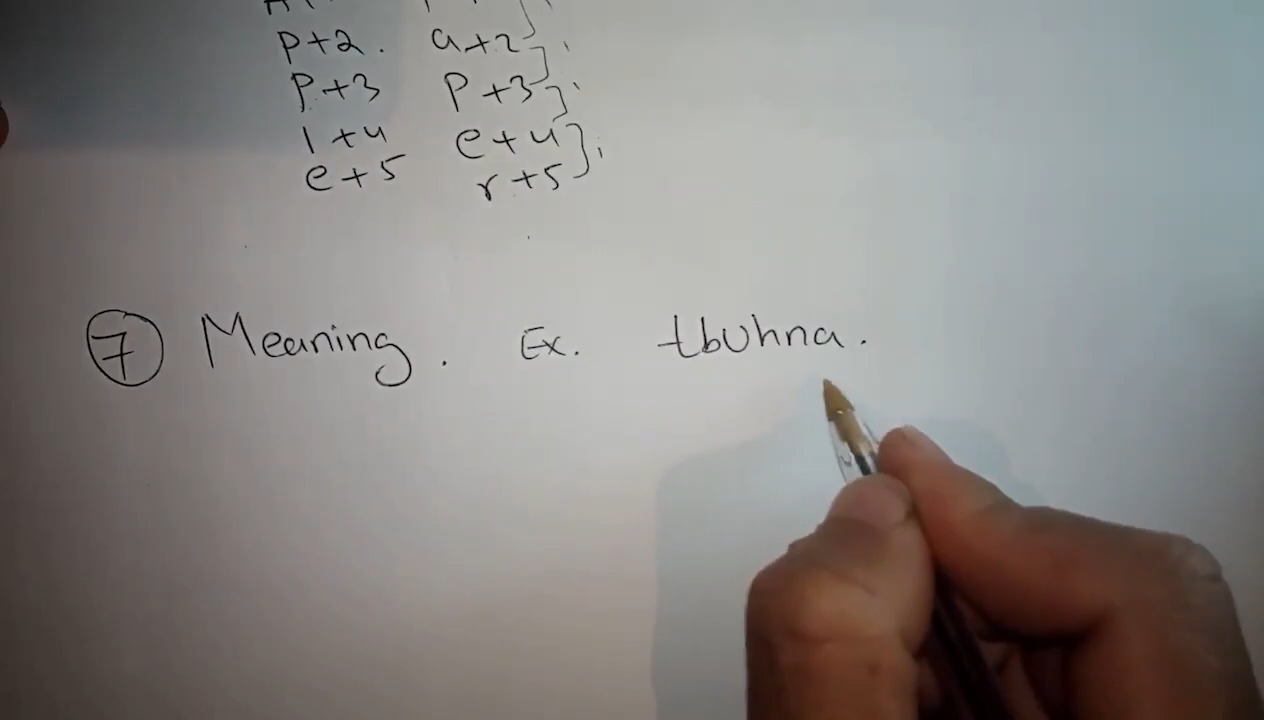 p+2. a+2};
p+3 p+3};
l+4 e+4};
e+5 r+5
⑦ Meaning. Ex. tbuhna.